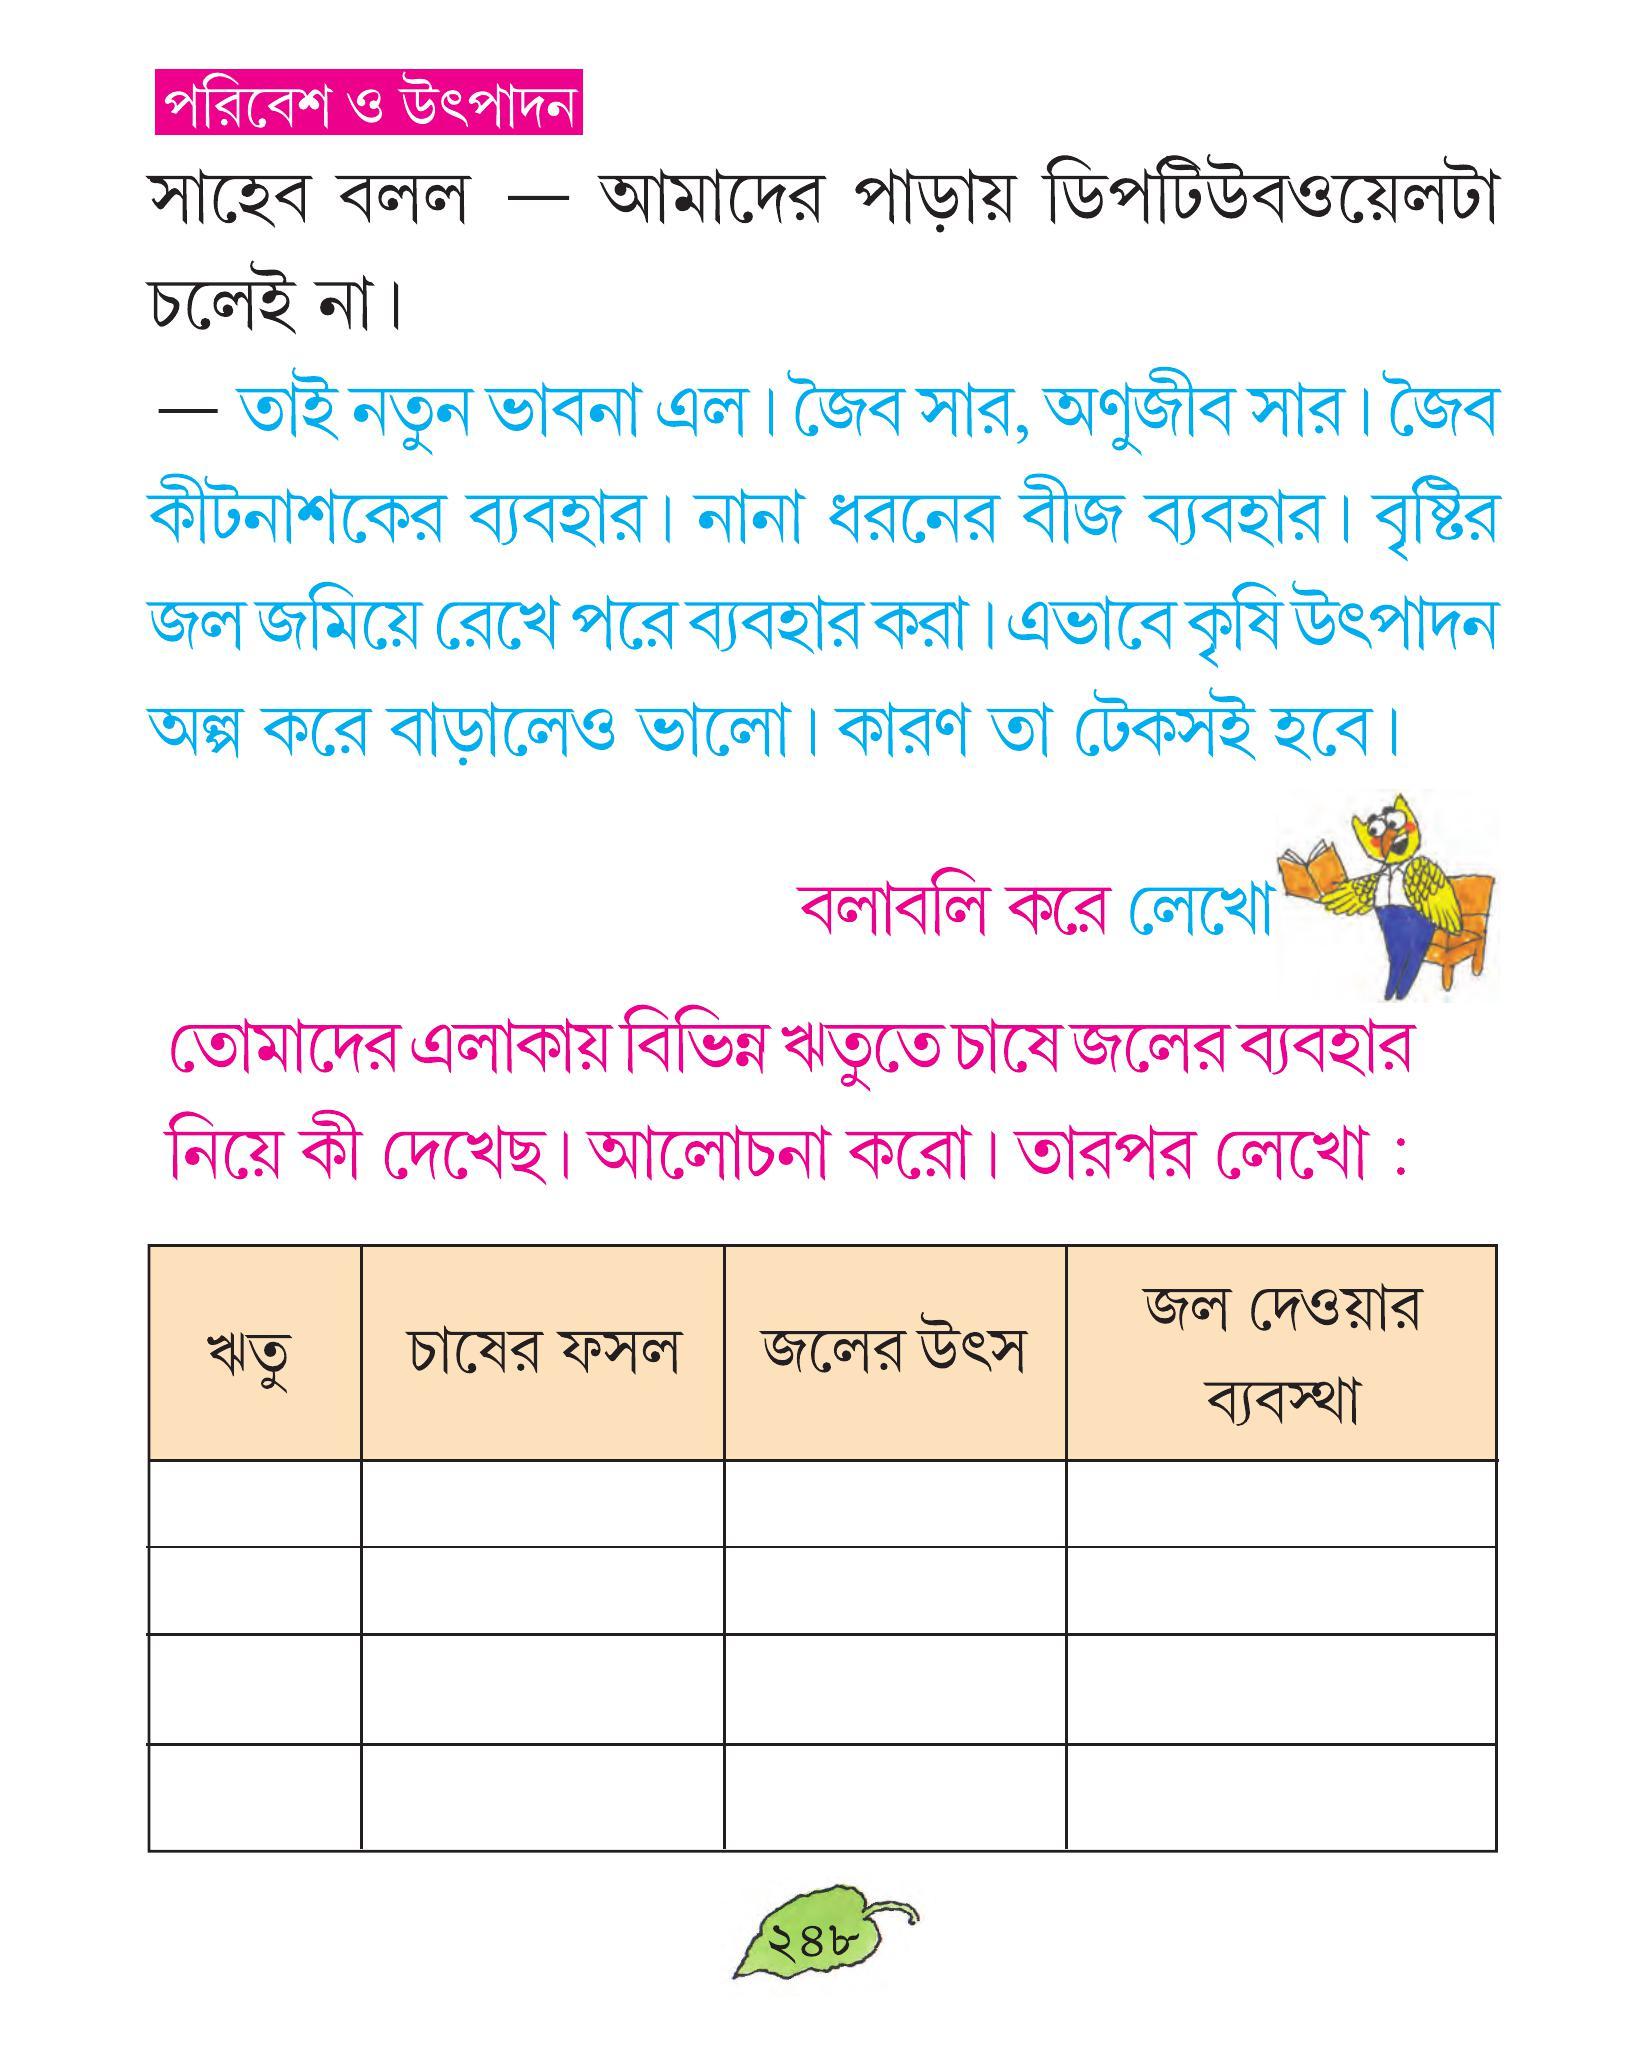 পরিবেশ ও উৎপাদন
সাহেব বলল — আমাদের পাড়ায় ডিপটিউবওয়েলটা
চলেই না।
— তাই নতুন ভাবনা এল। জৈব সার, অণুজীব সার। জৈব
কীটনাশকের ব্যবহার। নানা ধরনের বীজ ব্যবহার। বৃষ্টির
জল জমিয়ে রেখে পরে ব্যবহার করা। এভাবে কৃষি উৎপাদন
অল্প করে বাড়ালেও ভালো। কারণ তা টেকসই হবে।
বলাবলি করে লেখো
তোমাদের এলাকায় বিভিন্ন ঋতুতে চাষে জলের ব্যবহার
নিয়ে কী দেখেছ। আলোচনা করো। তারপর লেখো :
ঋতু চাষের ফসল জলের উৎস জল দেওয়ার
ব্যবস্থা
২৪৮